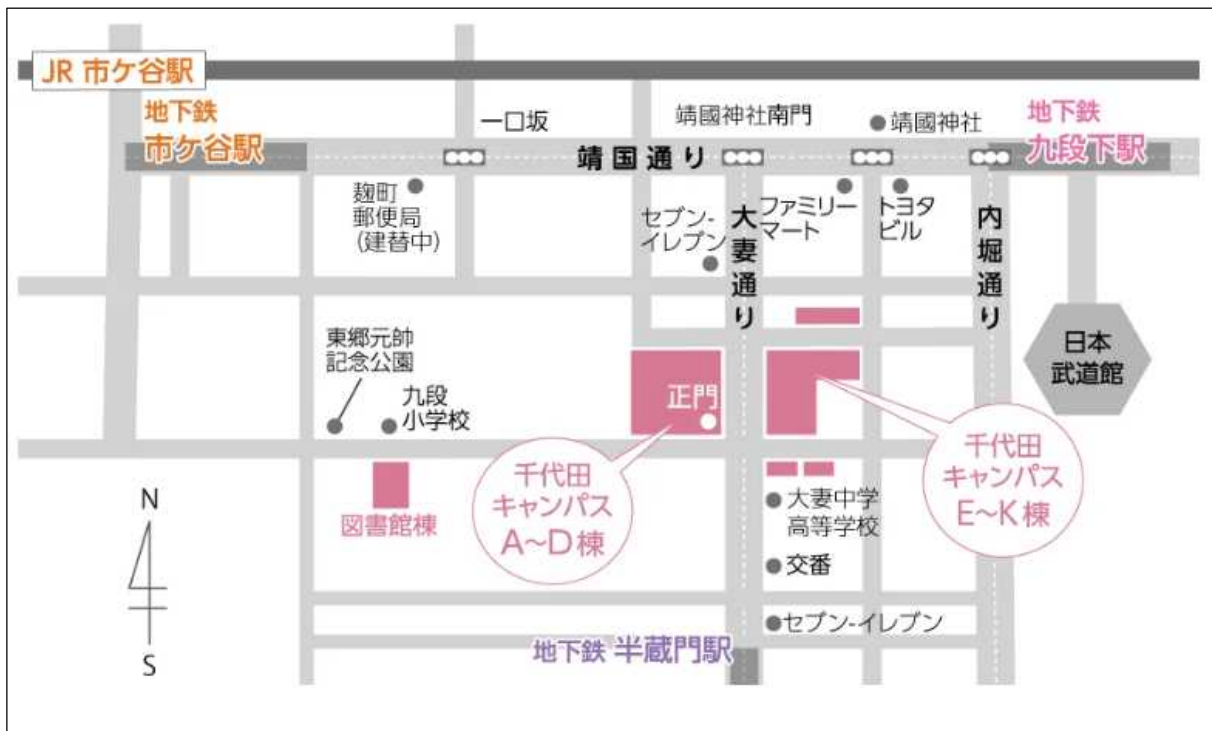 JR 市ケ谷駅
地下鉄
市ケ谷駅
一口坂
靖國神社南門
靖國神社
地下鉄
九段下駅
靖国通り
麹町
郵便局
(建替中)
セブン-
イレブン
大妻通り
ファミリー
マート
トヨタ
ビル
内堀通り
日本
武道館
東郷元帥
記念公園
九段
小学校
正門
千代田
キャンパス
A〜D棟
千代田
キャンパス
E〜K棟
図書館棟
大妻中学
高等学校
交番
セブン-イレブン
地下鉄 半蔵門駅
N
S